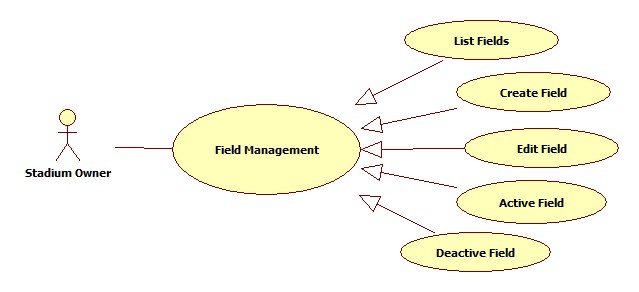 List Fields
Create Field
Stadium Owner
Field Management
Edit Field
Active Field
Deactive Field